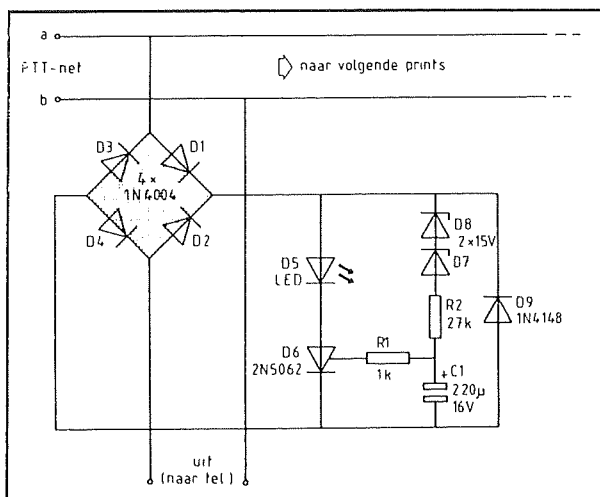 a
PTT-net
naar volgende prints
b
D3
D1
4×
1N4004
D4
D2
D8
2×15V
D5
LED
D7
R2
27k
D9
1N4148
D6
2N5062
R1
1k
+
C1
220µ
16V
uit
(naar tel.)